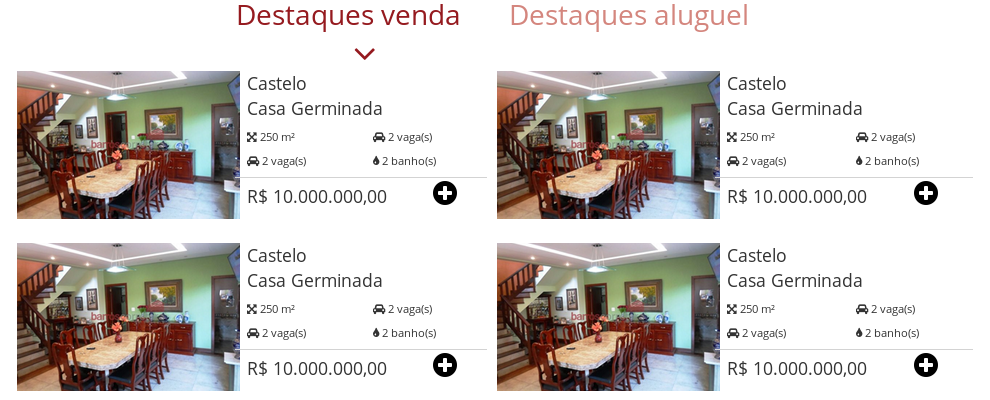 Destaques venda Destaques aluguel
Castelo
Casa Germinada
250 m² 2 vaga(s)
2 vaga(s) 2 banho(s)
R$ 10.000.000,00
Castelo
Casa Germinada
250 m² 2 vaga(s)
2 vaga(s) 2 banho(s)
R$ 10.000.000,00
Castelo
Casa Germinada
250 m² 2 vaga(s)
2 vaga(s) 2 banho(s)
R$ 10.000.000,00
Castelo
Casa Germinada
250 m² 2 vaga(s)
2 vaga(s) 2 banho(s)
R$ 10.000.000,00